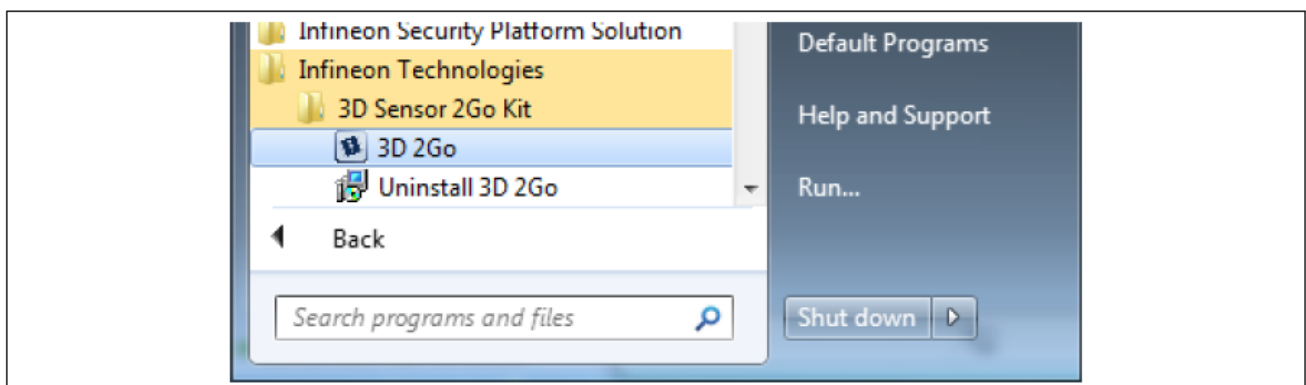 Infineon Security Platform Solution
Infineon Technologies
3D Sensor 2Go Kit
3D 2Go
Uninstall 3D 2Go
Back
Search programs and files
Default Programs
Help and Support
Run...
Shut down